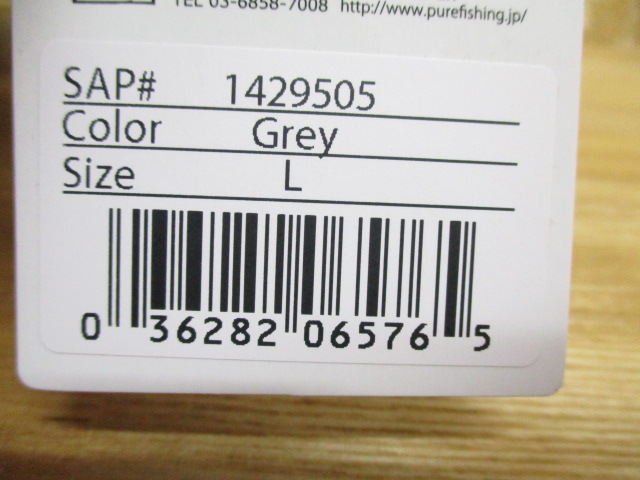 TEL 03-6858-7008 http://www.purefishing.jp/
SAP# 1429505
Color Grey
Size L
0 36282 06576 5